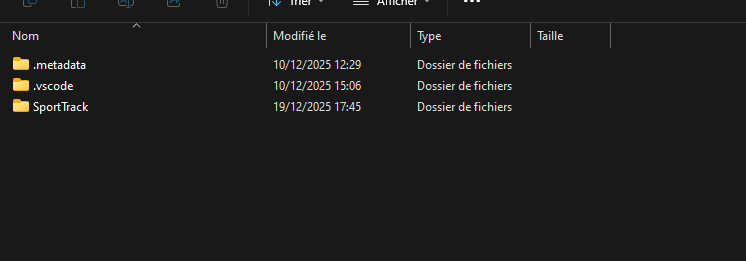 Trier Afficher
Nom Modifié le Type Taille
.metadata 10/12/2025 12:29 Dossier de fichiers
.vscode 10/12/2025 15:06 Dossier de fichiers
SportTrack 19/12/2025 17:45 Dossier de fichiers